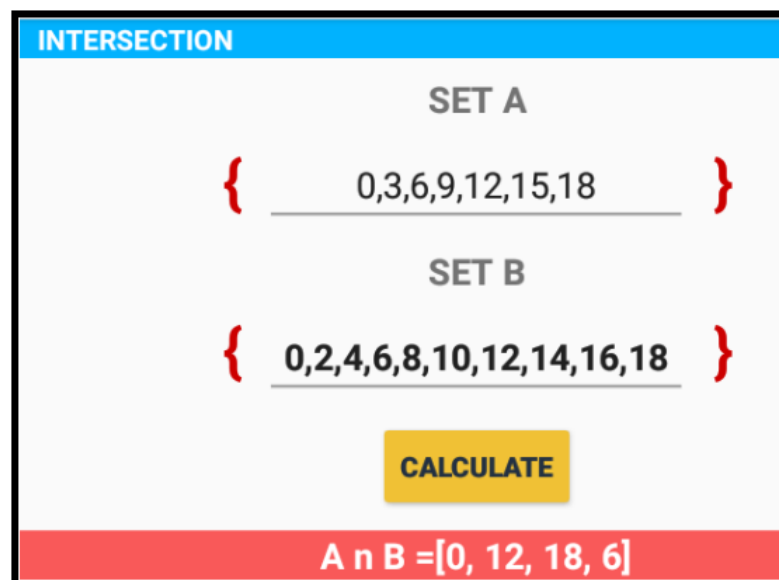 INTERSECTION
SET A
{ 0,3,6,9,12,15,18 }
SET B
{ 0,2,4,6,8,10,12,14,16,18 }
CALCULATE
A n B =[0, 12, 18, 6]